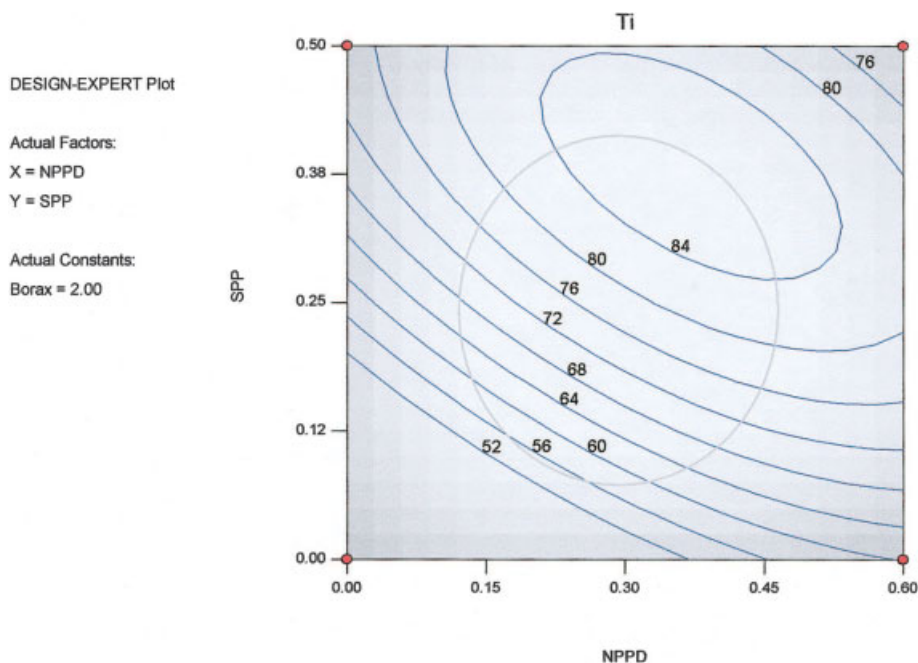 Ti
DESIGN-EXPERT Plot
Actual Factors:
X = NPPD
Y = SPP
Actual Constants:
Borax = 2.00
SPP
0.50
0.38
0.25
0.12
0.00
76
80
84
80
76
72
68
64
52 56 60
0.00 0.15 0.30 0.45 0.60
NPPD